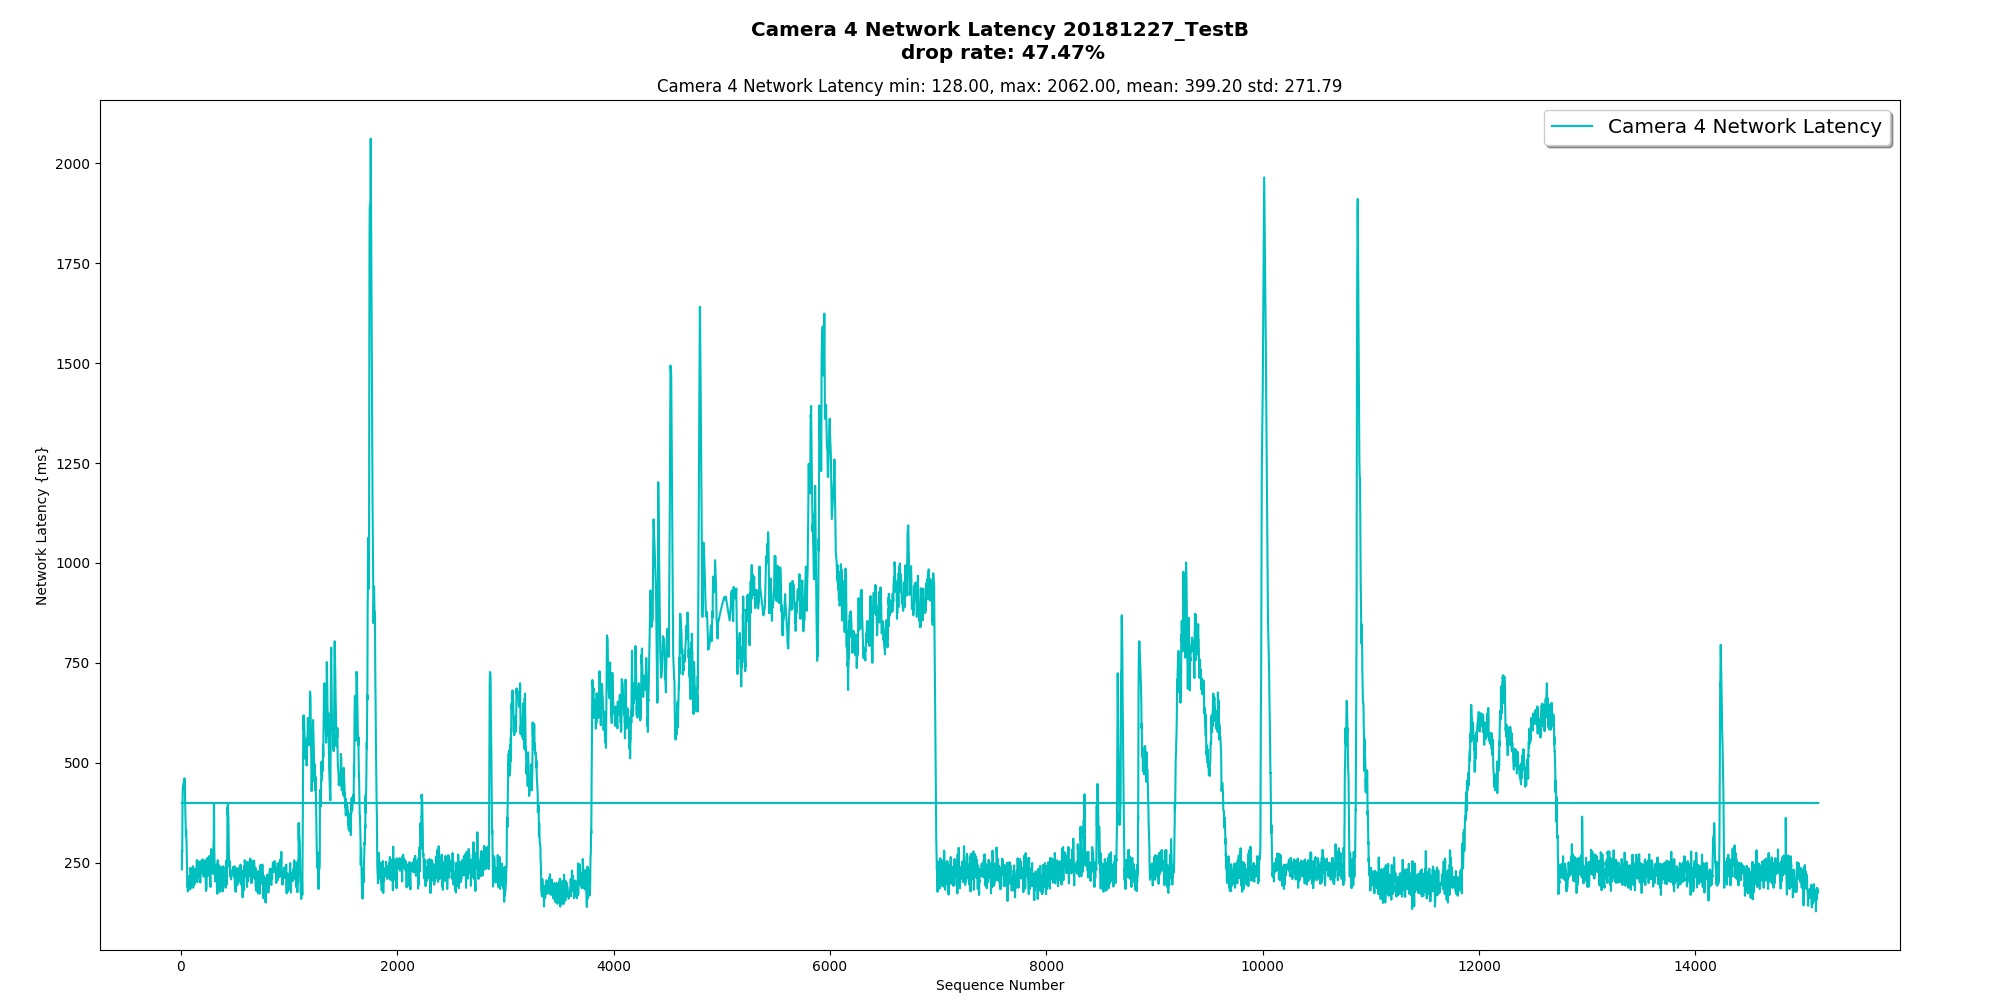 Camera 4 Network Latency 20181227_TestB
drop rate: 47.47%
Camera 4 Network Latency min: 128.00, max: 2062.00, mean: 399.20 std: 271.79
Camera 4 Network Latency
2000
1750
1500
1250
1000
750
500
250
Network Latency {ms}
0 2000 4000 6000 8000 10000 12000 14000
Sequence Number